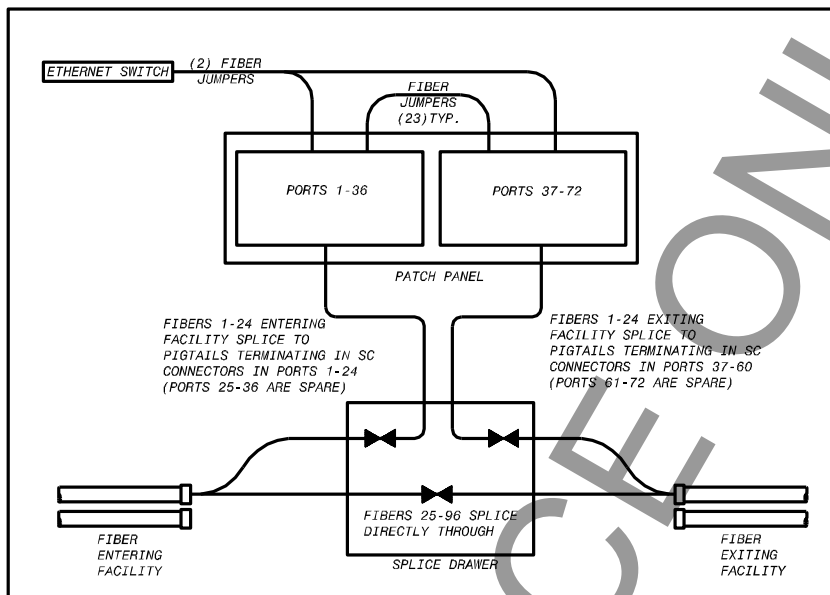 ETHERNET SWITCH
(2) FIBER
JUMPERS
FIBER
JUMPERS
(23)TYP.
PORTS 1-36
PORTS 37-72
PATCH PANEL
FIBERS 1-24 ENTERING
FACILITY SPLICE TO
PIGTAILS TERMINATING IN SC
CONNECTORS IN PORTS 1-24
(PORTS 25-36 ARE SPARE)
FIBERS 1-24 EXITING
FACILITY SPLICE TO
PIGTAILS TERMINATING IN SC
CONNECTORS IN PORTS 37-60
(PORTS 61-72 ARE SPARE)
FIBERS 25-96 SPLICE
DIRECTLY THROUGH
SPLICE DRAWER
FIBER
ENTERING
FACILITY
FIBER
EXITING
FACILITY